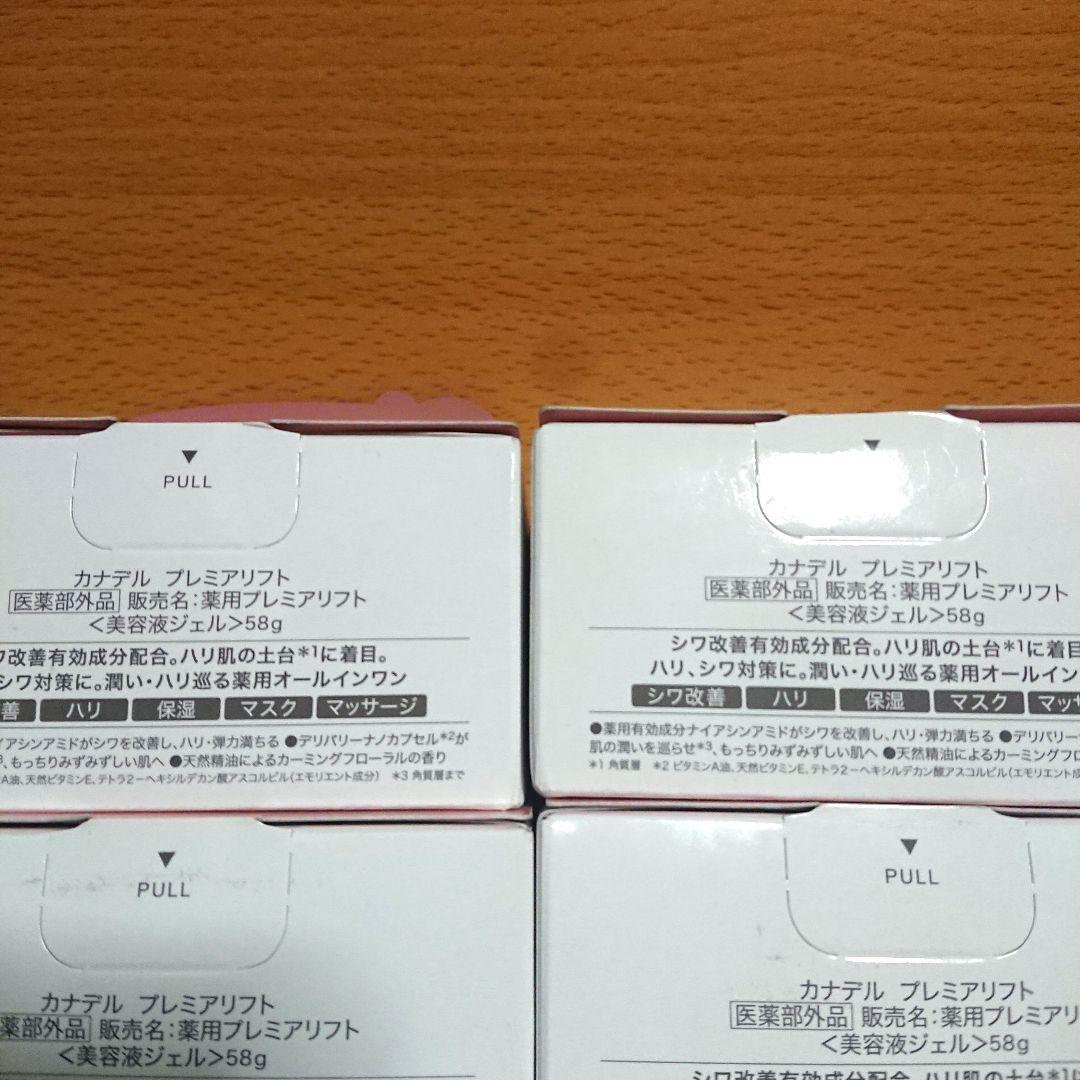 PULL
カナデル プレミアリフト
医薬部外品 販売名:薬用プレミアリフト
<美容液ジェル>58g
ワ改善有効成分配合。ハリ肌の土台*1に着目。
シワ対策に。潤い・ハリ巡る薬用オールインワン
善 ハリ 保湿 マスク マッサージ
イアシンアミドがシワを改善し、ハリ・弾力満ちる ●デリバリーナノカプセル*2が
*3、もっちりみずみずしい肌へ ●天然精油によるカーミングフローラルの香り
A油、天然ビタミンE、テトラ2-ヘキシルデカン酸アスコルビル(エモリエント成分) *3 角質層まで
カナデル プレミアリフト
医薬部外品 販売名:薬用プレミアリフト
<美容液ジェル>58g
シワ改善有効成分配合。ハリ肌の土台*1に着目
ハリ、シワ対策に。潤い・ハリ巡る薬用オールイン
シワ改善 ハリ 保湿 マスク マッサ
●薬用有効成分ナイアシンアミドがシワを改善し、ハリ・弾力満ちる ●デリバリー
肌の潤いを巡らせ*3、もっちりみずみずしい肌へ ●天然精油によるカーミングフロ
*1 角質層 *2 ビタミンA油、天然ビタミンE、テトラ2-ヘキシルデカン酸アスコルビル(エモリエント成
PULL
カナデル プレミアリフト
薬部外品 販売名:薬用プレミアリフト
<美容液ジェル>58g
PULL
カナデル プレミアリフト
医薬部外品 販売名:薬用プレミアリ
<美容液ジェル>58g
シワ改善有効成分配合。ハリ肌の土台*1に